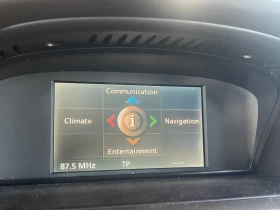 Communication
Climate
i
Navigation
Entertainment
87.5 MHz
TP